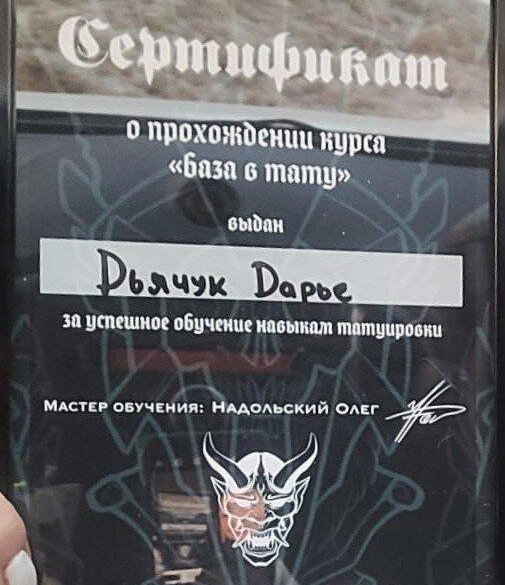 Сертификат
о прохождении курса
«база в тату»
выдан
Дьячук Дарье
за успешное обучение навыкам татуировки
Мастер обучения: Надольский Олег